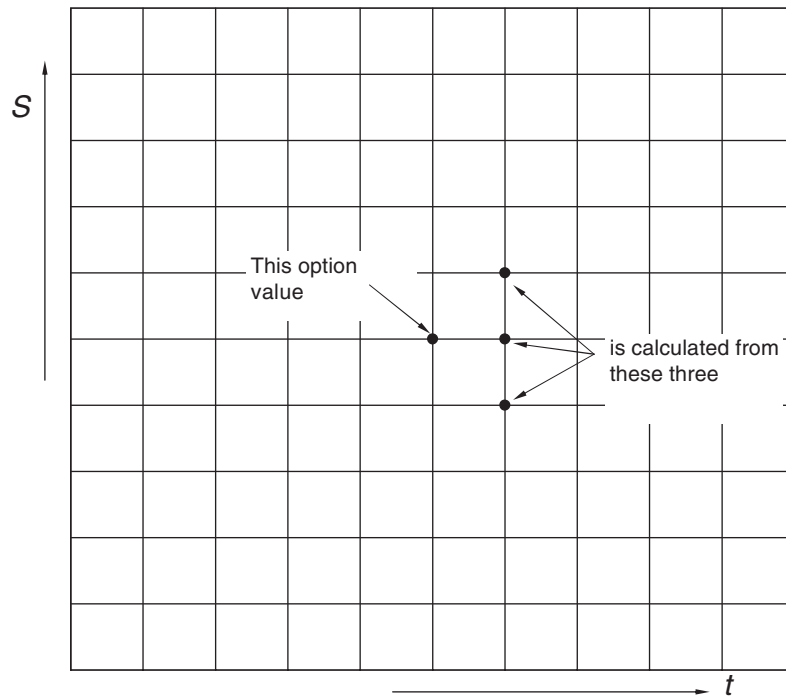 S
This option
value
is calculated from
these three
t